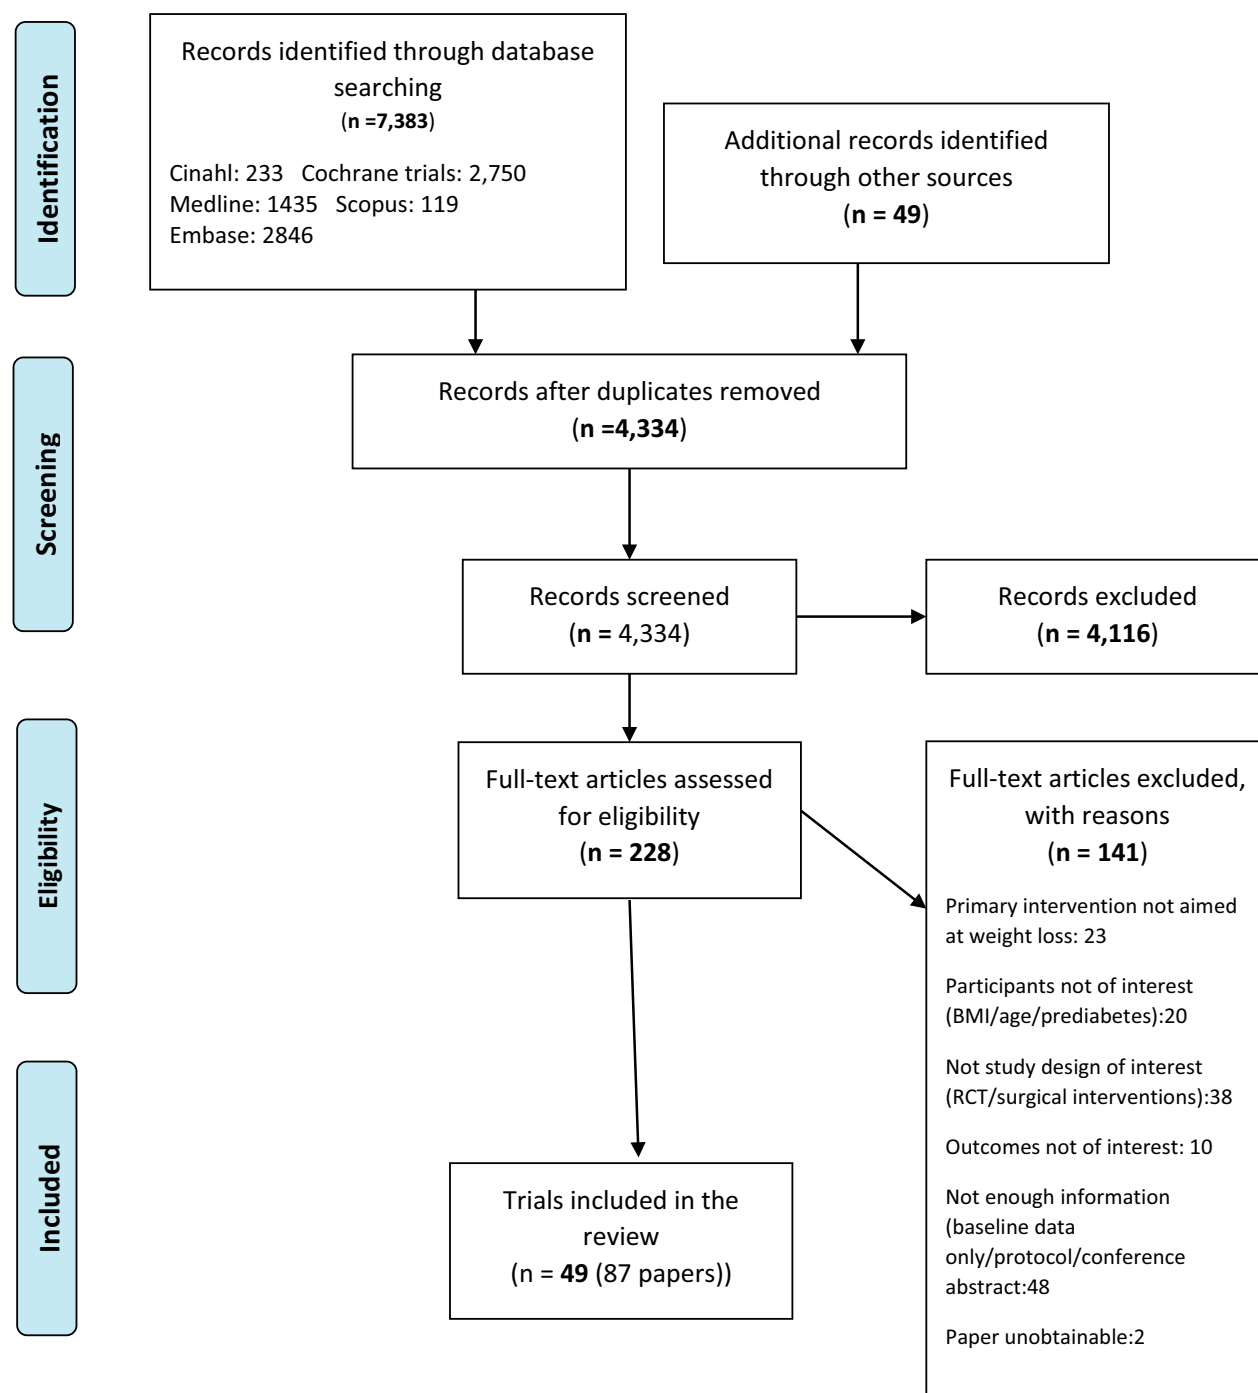 Identification
Records identified through database
searching
(n =7,383)
Cinahl: 233   Cochrane trials: 2,750
Medline: 1435   Scopus: 119
Embase: 2846
Additional records identified
through other sources
(n = 49)
Screening
Records after duplicates removed
(n =4,334)
Records screened
(n = 4,334)
Records excluded
(n = 4,116)
Eligibility
Full-text articles assessed
for eligibility
(n = 228)
Full-text articles excluded,
with reasons
(n = 141)
Primary intervention not aimed
at weight loss: 23
Participants not of interest
(BMI/age/prediabetes):20
Not study design of interest
(RCT/surgical interventions):38
Outcomes not of interest: 10
Not enough information
(baseline data
only/protocol/conference
abstract:48
Paper unobtainable:2
Included
Trials included in the
review
(n = 49 (87 papers))